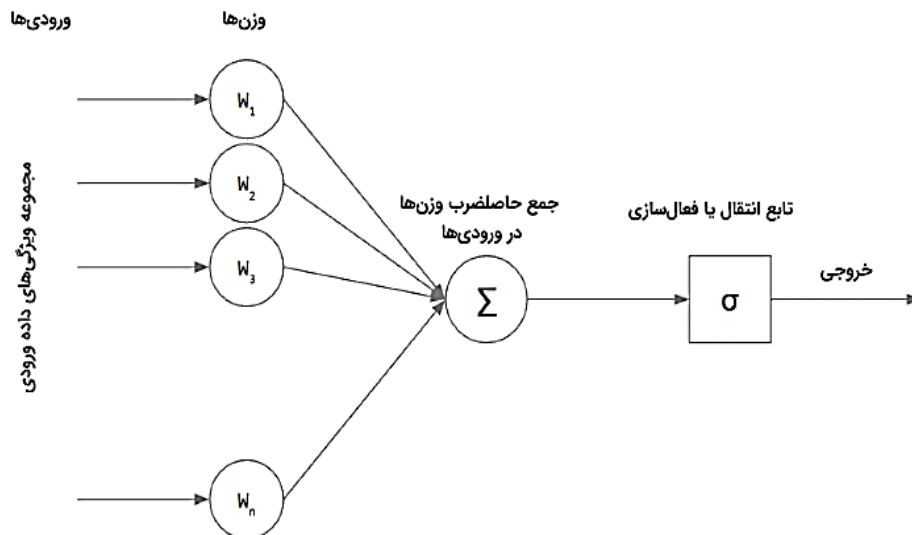 ورودی‌ها
وزن‌ها
مجموعه ویژگی‌های داده ورودی
W1
W2
W3
Wn
جمع حاصلضرب وزن‌ها
در ورودی‌ها
Σ
تابع انتقال یا فعال‌سازی
σ
خروجی